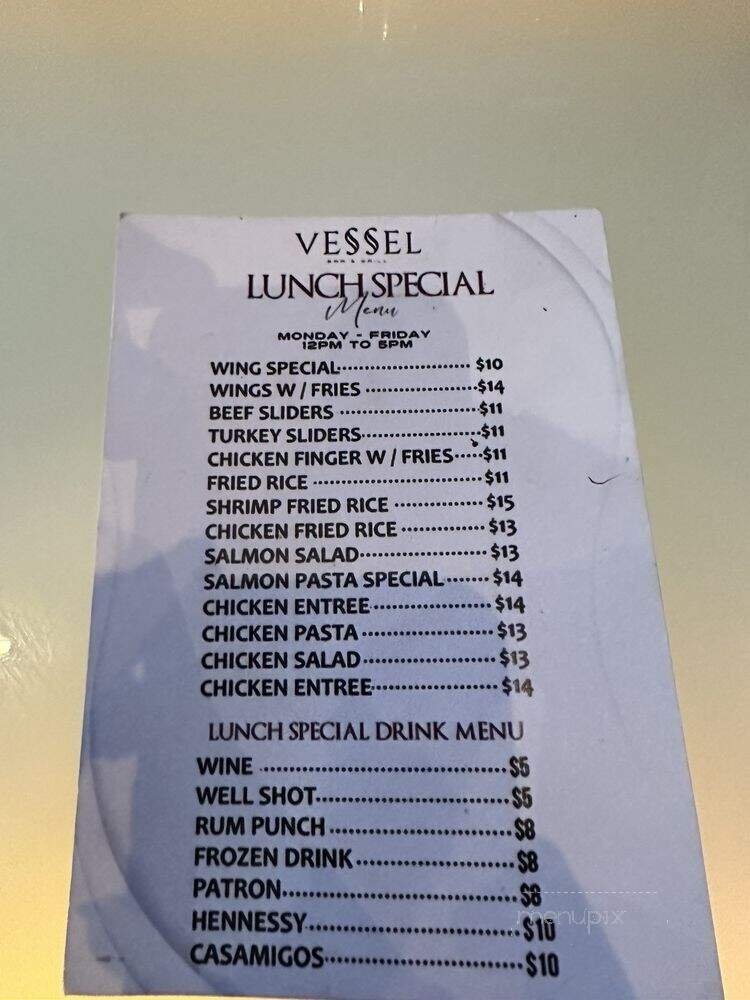 VESSEL
BAR & GRILL
LUNCH SPECIAL
Menu
MONDAY - FRIDAY
12PM TO 5PM
WING SPECIAL························· $10
WINGS W / FRIES ······················$14
BEEF SLIDERS ···························$11
TURKEY SLIDERS·······················$11
CHICKEN FINGER W / FRIES·····$11
FRIED RICE ·································$11
SHRIMP FRIED RICE ················· $15
CHICKEN FRIED RICE ················ $13
SALMON SALAD························ $13
SALMON PASTA SPECIAL······· $14
CHICKEN ENTREE······················· $14
CHICKEN PASTA ························· $13
CHICKEN SALAD ························· $13
CHICKEN ENTREE························ $14
LUNCH SPECIAL DRINK MENU
WINE ···············································$5
WELL SHOT····································$5
RUM PUNCH ··································$8
FROZEN DRINK······························$8
PATRON············································$8
HENNESSY·······································$10
CASAMIGOS····································$10
menupix